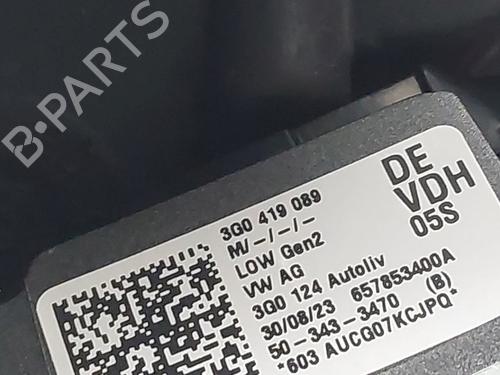 B-PARTS
3G0 419 089
M/-/-/-
LOW Gen2
VW AG
3G0 124 Autoliv
30/08/23 657853400A
50-343-3470 (B)
*603 AUCG07KCJPQ*
DE
VDH
05S